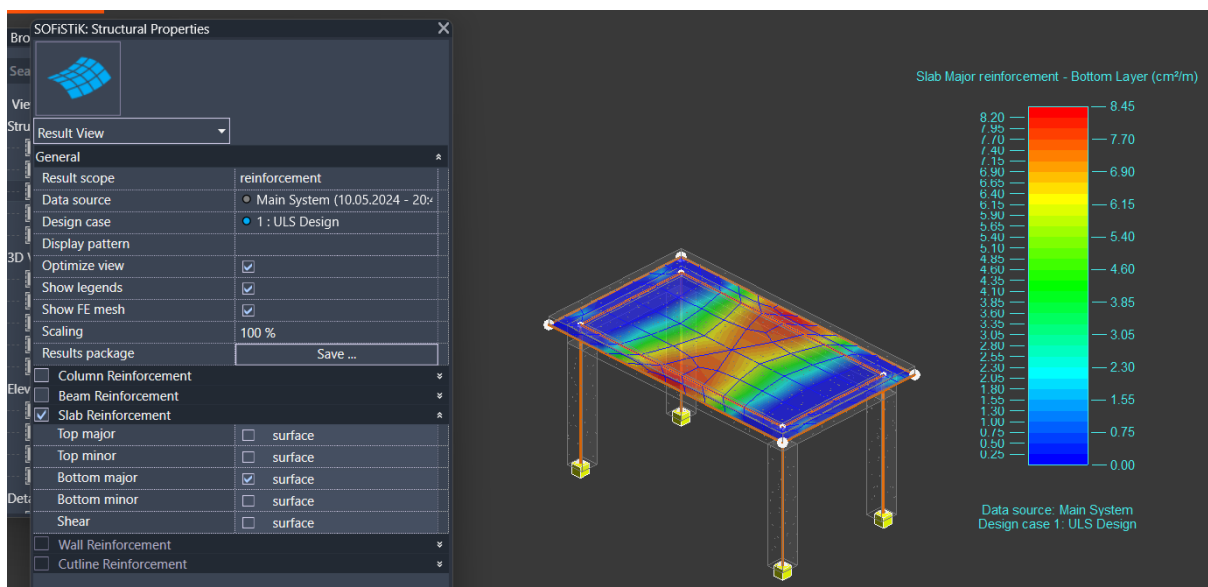 SOFiSTiK: Structural Properties
Bro
Sea
Vie
Stru
Result View
General
Result scope reinforcement
Data source Main System (10.05.2024 - 20:4
Design case 1 : ULS Design
Display pattern
3D V
Optimize view
Show legends
Show FE mesh
Scaling 100 %
Results package Save ...
Column Reinforcement
Elev
Beam Reinforcement
Slab Reinforcement
Top major surface
Top minor surface
Bottom major surface
Bottom minor surface
Deta
Shear surface
Wall Reinforcement
Cutline Reinforcement
Slab Major reinforcement - Bottom Layer (cm²/m)
8.45
8.20
7.95
7.70 7.70
7.40
7.15
6.90 6.90
6.65
6.40
6.15 6.15
5.90
5.65
5.40 5.40
5.10
4.85
4.60 4.60
4.35
4.10
3.85 3.85
3.60
3.35
3.05 3.05
2.80
2.55
2.30 2.30
2.05
1.80
1.55 1.55
1.30
1.00
0.75 0.75
0.50
0.25
0.00
Data source: Main System
Design case 1: ULS Design